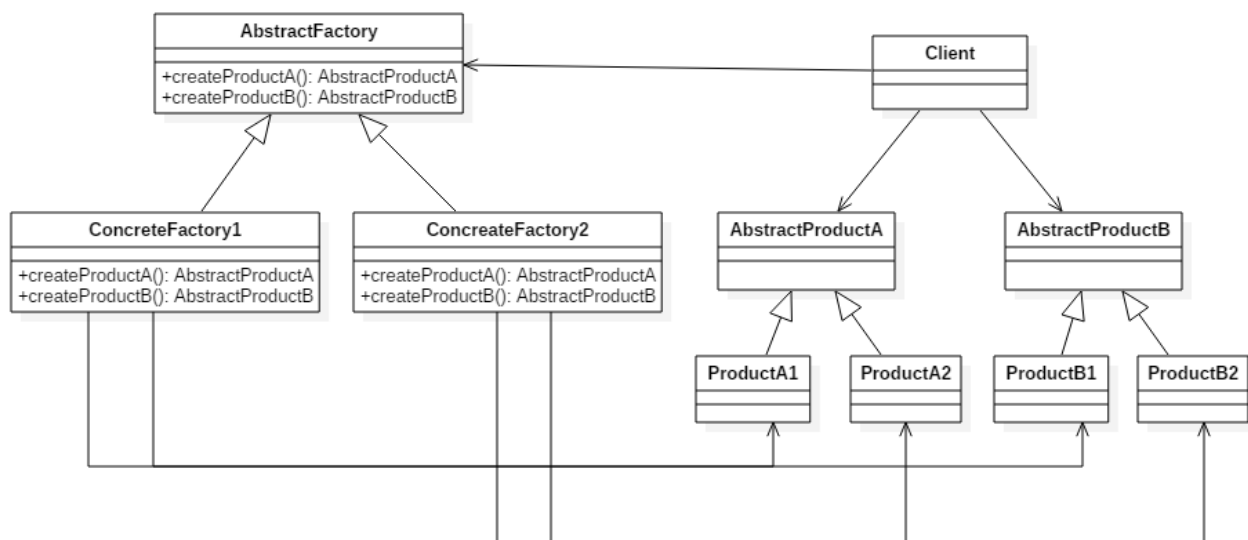 AbstractFactory
+createProductA(): AbstractProductA
+createProductB(): AbstractProductB
Client
ConcreteFactory1
+createProductA(): AbstractProductA
+createProductB(): AbstractProductB
ConcreateFactory2
+createProductA(): AbstractProductA
+createProductB(): AbstractProductB
AbstractProductA
AbstractProductB
ProductA1
ProductA2
ProductB1
ProductB2